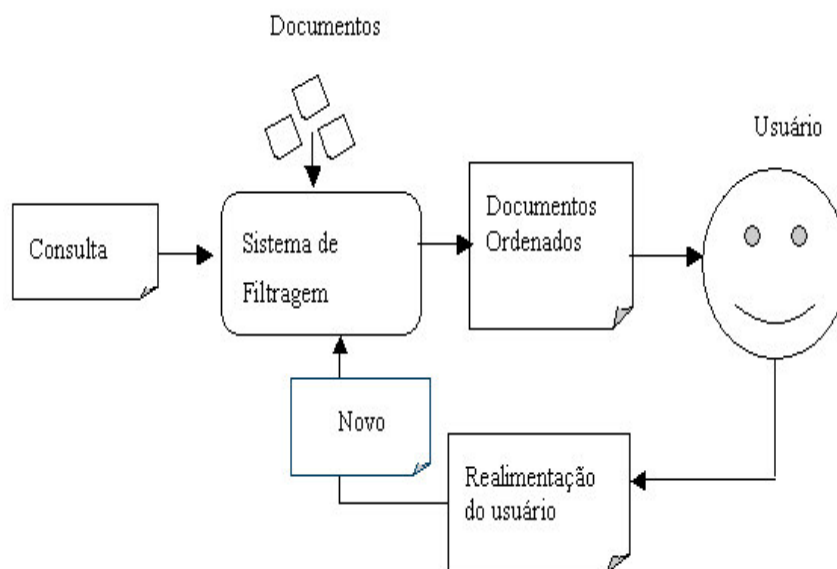 Documentos
Usuário
Consulta
Sistema de
Filtragem
Documentos
Ordenados
Novo
Realimentação
do usuário